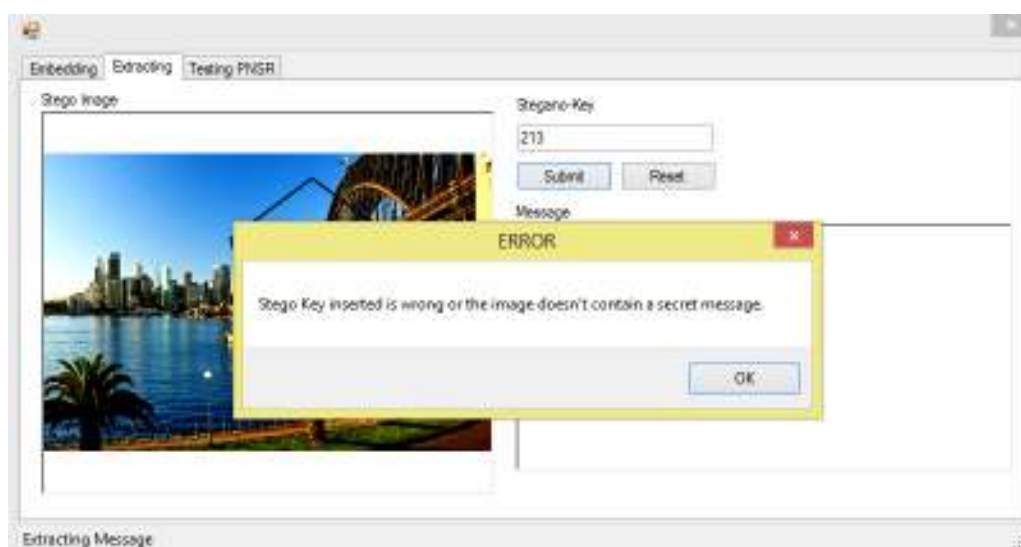 Embedding Extracting Testing PNSR
Stego Image
Stegano-Key
213
Submit Reset
Message
ERROR
Stego Key inserted is wrong or the image doesn't contain a secret message.
OK
Extracting Message